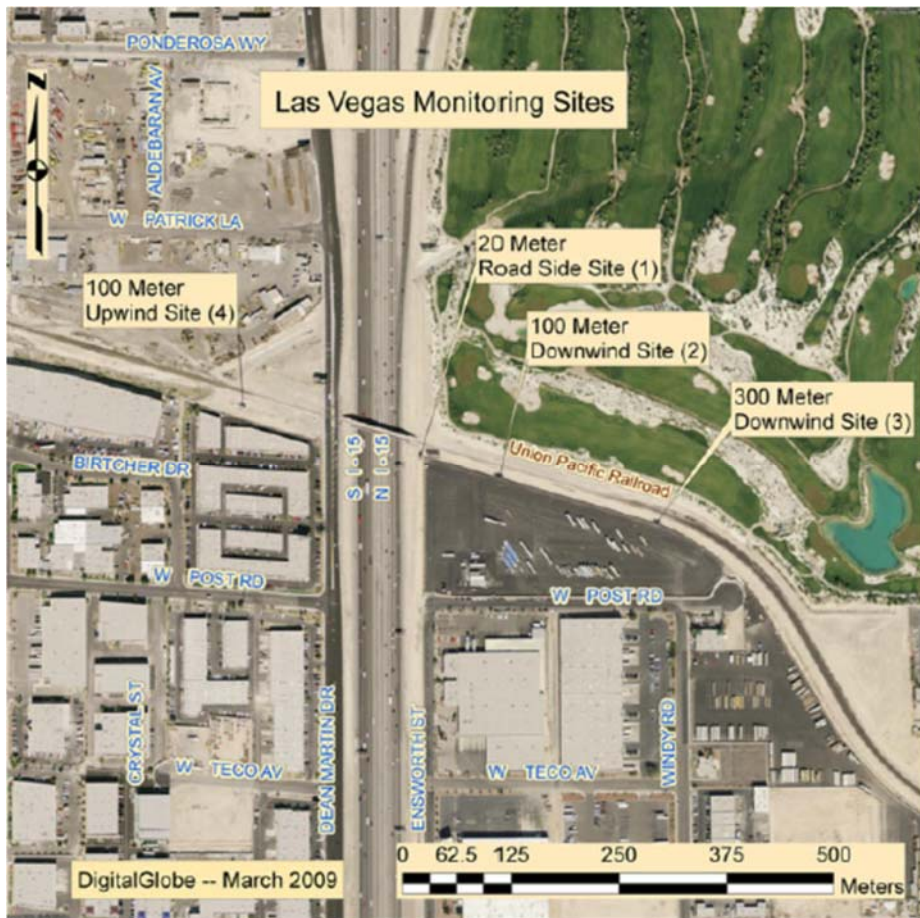 PONDEROSA WY
Las Vegas Monitoring Sites
ALDEBARAN AV
W PATRICK LA
Z
20 Meter
Road Side Site (1)
100 Meter
Upwind Site (4)
100 Meter
Downwind Site (2)
300 Meter
Downwind Site (3)
Union Pacific Railroad
S I-15
N I-15
BIRTCHER DR
W POST RD
W POST RD
CRYSTAL ST
DEAN MARTIN DR
ENSWORTH ST
WINDY RD
W TECO AV
W TECO AV
0 62.5 125 250 375 500
Meters
DigitalGlobe -- March 2009